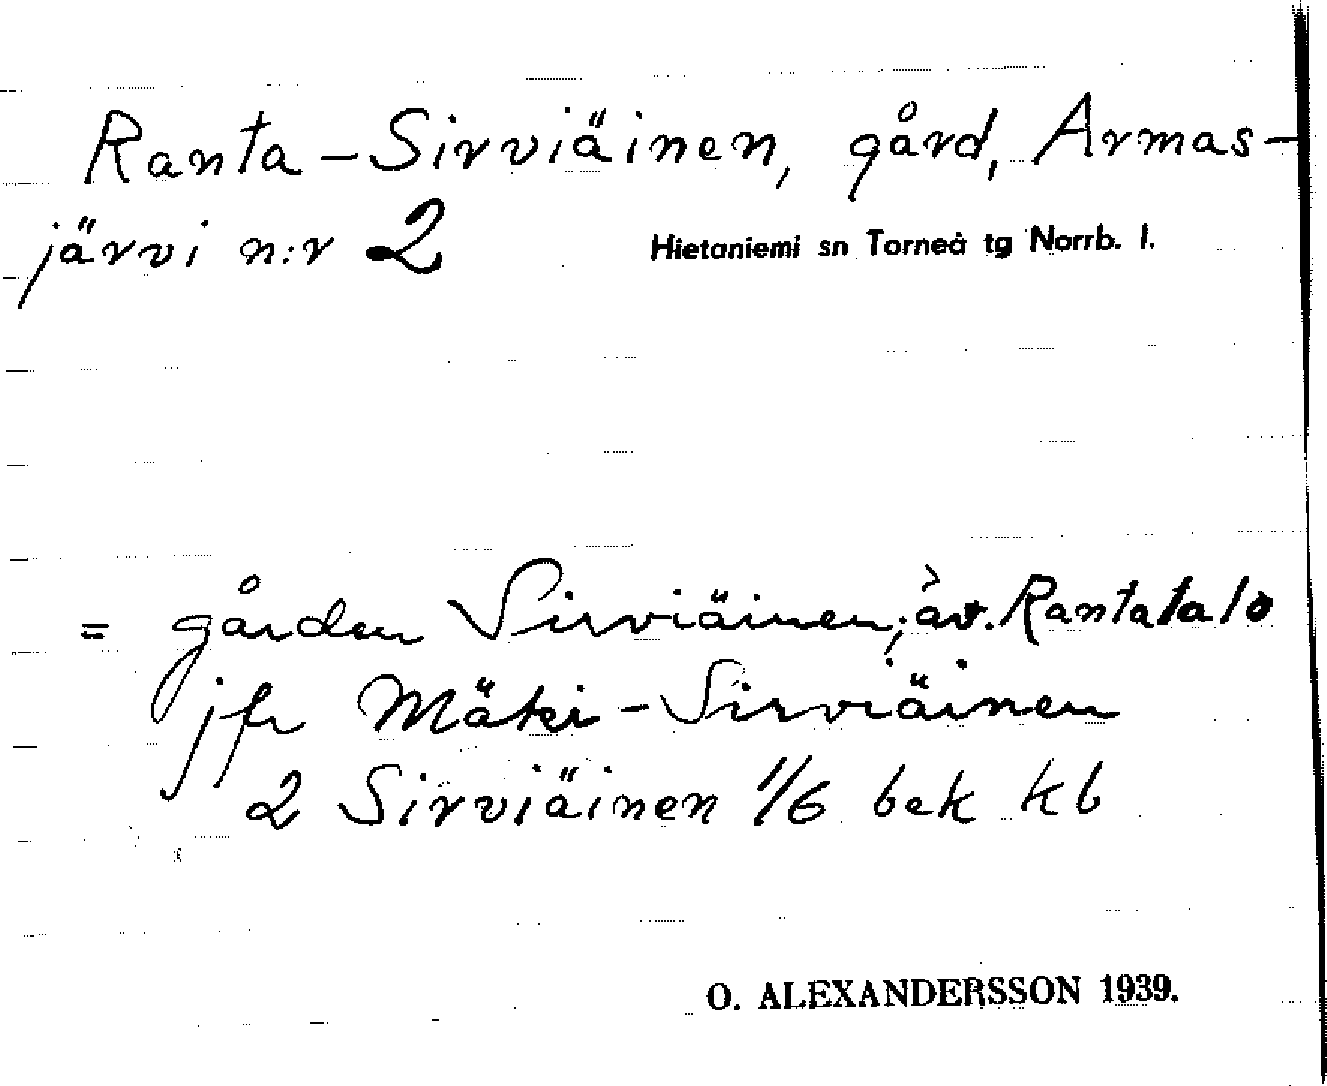 Ranta-Sirviäinen, gård, Armas-
järvi n:r 2 Hietaniemi sn Torneå tg Norrb. l.
= gården Sirviäinen; äv. Rantatalo
jfr Mäki-Sirviäinen
2 Sirviäinen 1/6 bek kb
O. ALEXANDERSSON 1939.